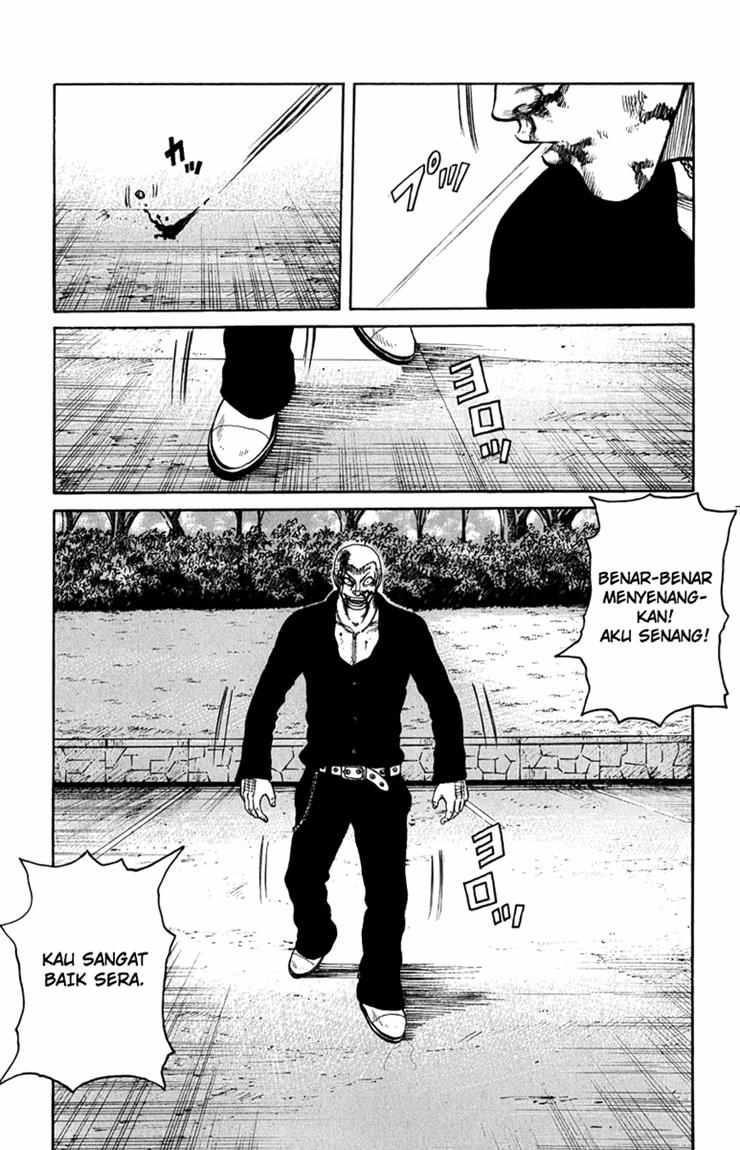 プッツ
カッ
ヨロッ
BENAR-BENAR
MENYENANG-
KAN!
AKU SENANG!
ヨロッ
KAU SANGAT
BAIK SERA.